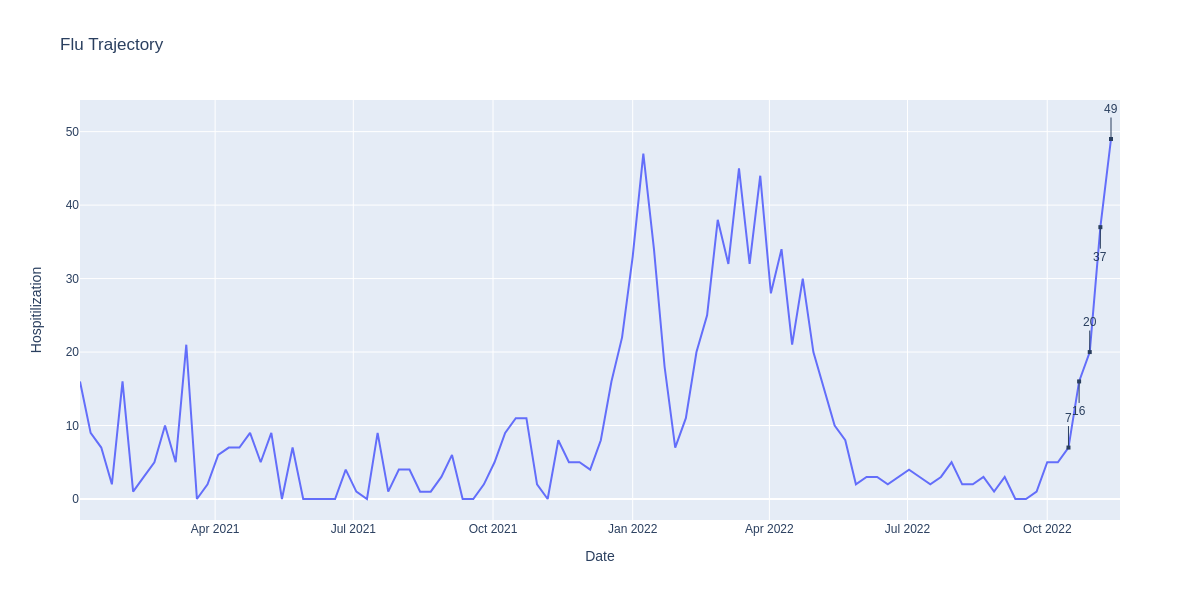 Flu Trajectory
49
50
40
37
30
20
20
16
7
10
0
Hospitilization
Apr 2021
Jul 2021
Oct 2021
Jan 2022
Apr 2022
Jul 2022
Oct 2022
Date